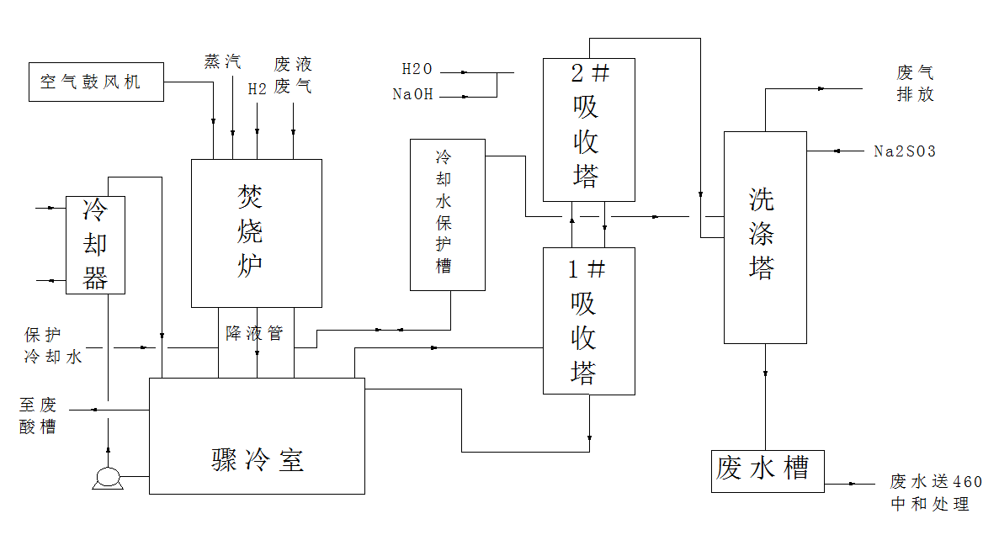 空气鼓风机
蒸汽
H2
废液
废气
H2O
NaOH
2#
吸
收
塔
废气
排放
Na2SO3
冷
却
水
保
护
槽
焚
烧
炉
冷
却
器
洗
涤
塔
1#
吸
收
塔
保护
冷却水
降液管
至废
酸槽
骤冷室
废水槽
废水送460
中和处理